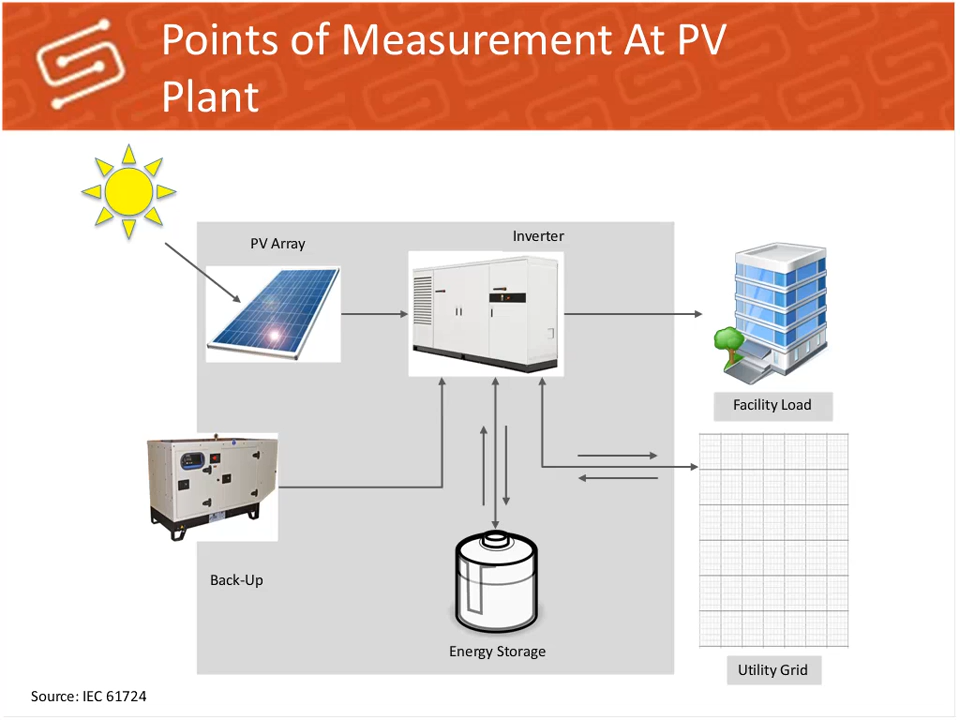 Points of Measurement At PV
Plant
PV Array
Inverter
Facility Load
Back-Up
Energy Storage
Utility Grid
Source: IEC 61724